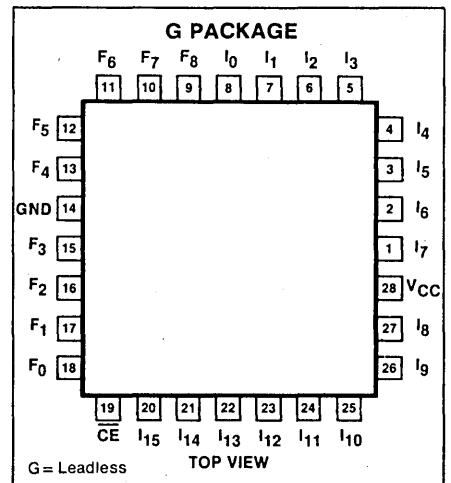 G PACKAGE
F6 F7 F8 I0 I1 I2 I3
11 10 9 8 7 6 5
F5 12 4 I4
F4 13 3 I5
GND 14 2 I6
F3 15 1 I7
F2 16 28 VCC
F1 17 27 I8
F0 18 26 I9
19 20 21 22 23 24 25
C̅E̅ I15 I14 I13 I12 I11 I10
G = Leadless TOP VIEW